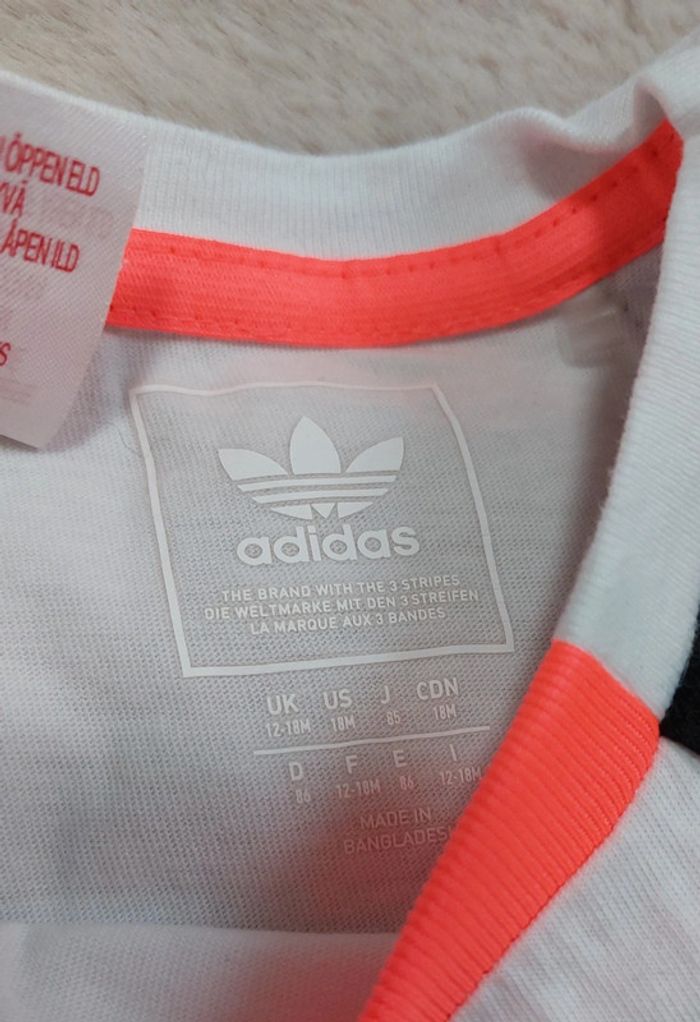 ÖPPEN ELD
ÅPEN ILD
adidas
THE BRAND WITH THE 3 STRIPES
DIE WELTMARKE MIT DEN 3 STREIFEN
LA MARQUE AUX 3 BANDES
UK US J CDN
12-18M 18M 85 18M
D F E I
86 12-18M 86 12-18M
MADE IN